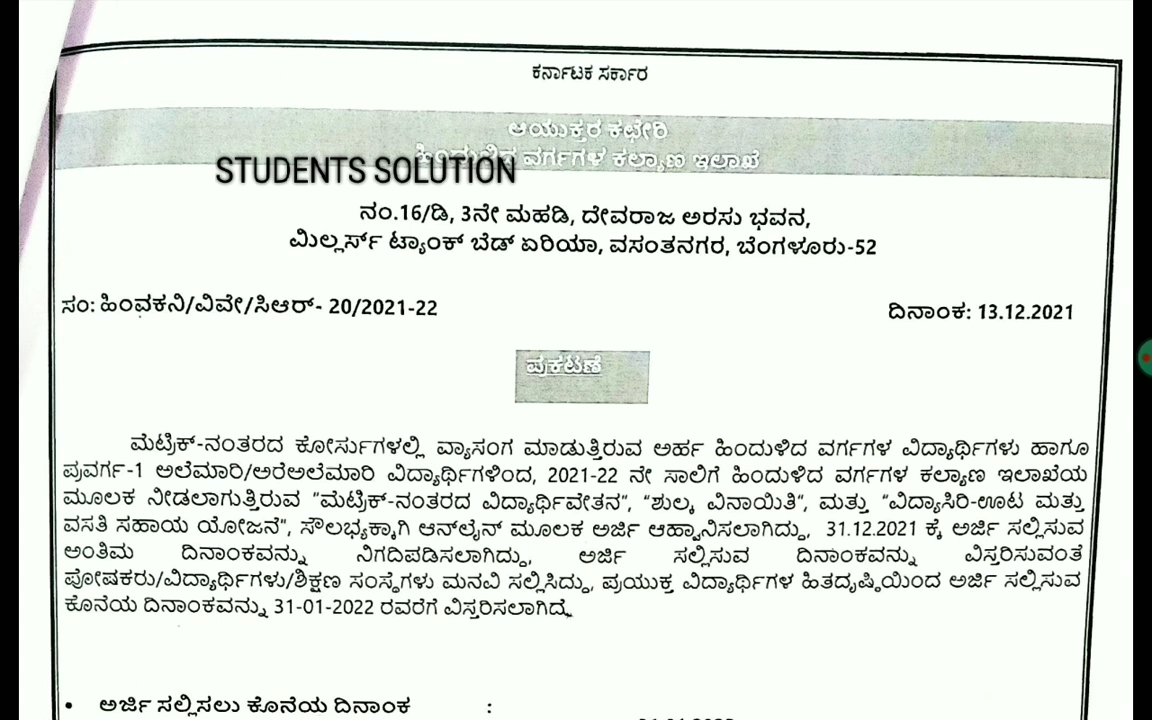 ಕರ್ನಾಟಕ ಸರ್ಕಾರ
ಆಯುಕ್ತರ ಕಛೇರಿ
ಹಿಂದುಳಿದ ವರ್ಗಗಳ ಕಲ್ಯಾಣ ಇಲಾಖೆ
STUDENTS SOLUTION
ನಂ.16/ಡಿ, 3ನೇ ಮಹಡಿ, ದೇವರಾಜ ಅರಸು ಭವನ,
ಮಿಲ್ಲರ್ಸ್ ಟ್ಯಾಂಕ್ ಬೆಡ್ ಏರಿಯಾ, ವಸಂತನಗರ, ಬೆಂಗಳೂರು-52
ಸಂ: ಹಿಂವಕನಿ/ವಿವೇ/ಸಿಆರ್- 20/2021-22
ದಿನಾಂಕ: 13.12.2021
ಪ್ರಕಟಣೆ
ಮೆಟ್ರಿಕ್-ನಂತರದ ಕೋರ್ಸುಗಳಲ್ಲಿ ವ್ಯಾಸಂಗ ಮಾಡುತ್ತಿರುವ ಅರ್ಹ ಹಿಂದುಳಿದ ವರ್ಗಗಳ ವಿದ್ಯಾರ್ಥಿಗಳು ಹಾಗೂ
ಪ್ರವರ್ಗ-1 ಅಲೆಮಾರಿ/ಅರೆಅಲೆಮಾರಿ ವಿದ್ಯಾರ್ಥಿಗಳಿಂದ, 2021-22 ನೇ ಸಾಲಿಗೆ ಹಿಂದುಳಿದ ವರ್ಗಗಳ ಕಲ್ಯಾಣ ಇಲಾಖೆಯ
ಮೂಲಕ ನೀಡಲಾಗುತ್ತಿರುವ "ಮೆಟ್ರಿಕ್-ನಂತರದ ವಿದ್ಯಾರ್ಥಿವೇತನ", "ಶುಲ್ಕ ವಿನಾಯಿತಿ", ಮತ್ತು "ವಿದ್ಯಾಸಿರಿ-ಊಟ ಮತ್ತು
ವಸತಿ ಸಹಾಯ ಯೋಜನೆ", ಸೌಲಭ್ಯಕ್ಕಾಗಿ ಆನ್‌ಲೈನ್ ಮೂಲಕ ಅರ್ಜಿ ಆಹ್ವಾನಿಸಲಾಗಿದ್ದು, 31.12.2021 ಕ್ಕೆ ಅರ್ಜಿ ಸಲ್ಲಿಸುವ
ಅಂತಿಮ ದಿನಾಂಕವನ್ನು ನಿಗದಿಪಡಿಸಲಾಗಿದ್ದು, ಅರ್ಜಿ ಸಲ್ಲಿಸುವ ದಿನಾಂಕವನ್ನು ವಿಸ್ತರಿಸುವಂತೆ
ಪೋಷಕರು/ವಿದ್ಯಾರ್ಥಿಗಳು/ಶಿಕ್ಷಣ ಸಂಸ್ಥೆಗಳು ಮನವಿ ಸಲ್ಲಿಸಿದ್ದು, ಪ್ರಯುಕ್ತ ವಿದ್ಯಾರ್ಥಿಗಳ ಹಿತದೃಷ್ಠಿಯಿಂದ ಅರ್ಜಿ ಸಲ್ಲಿಸುವ
ಕೊನೆಯ ದಿನಾಂಕವನ್ನು 31-01-2022 ರವರೆಗೆ ವಿಸ್ತರಿಸಲಾಗಿದೆ.
• ಅರ್ಜಿ ಸಲ್ಲಿಸಲು ಕೊನೆಯ ದಿನಾಂಕ :